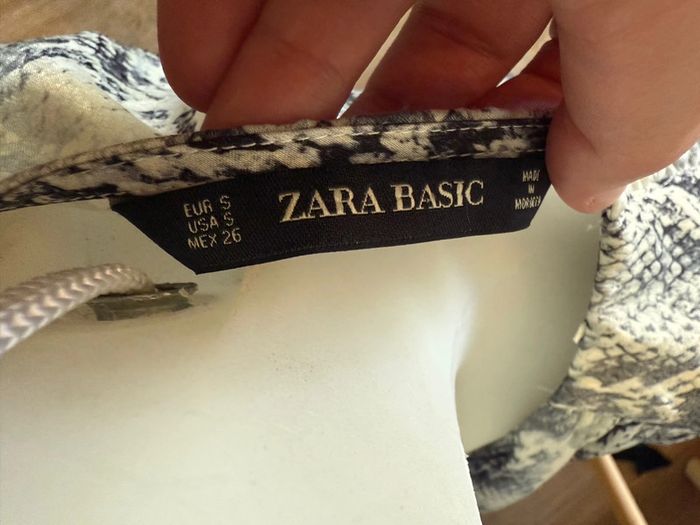 EUR S
USA S
MEX 26
ZARA BASIC
MADE
IN
MOROCCO